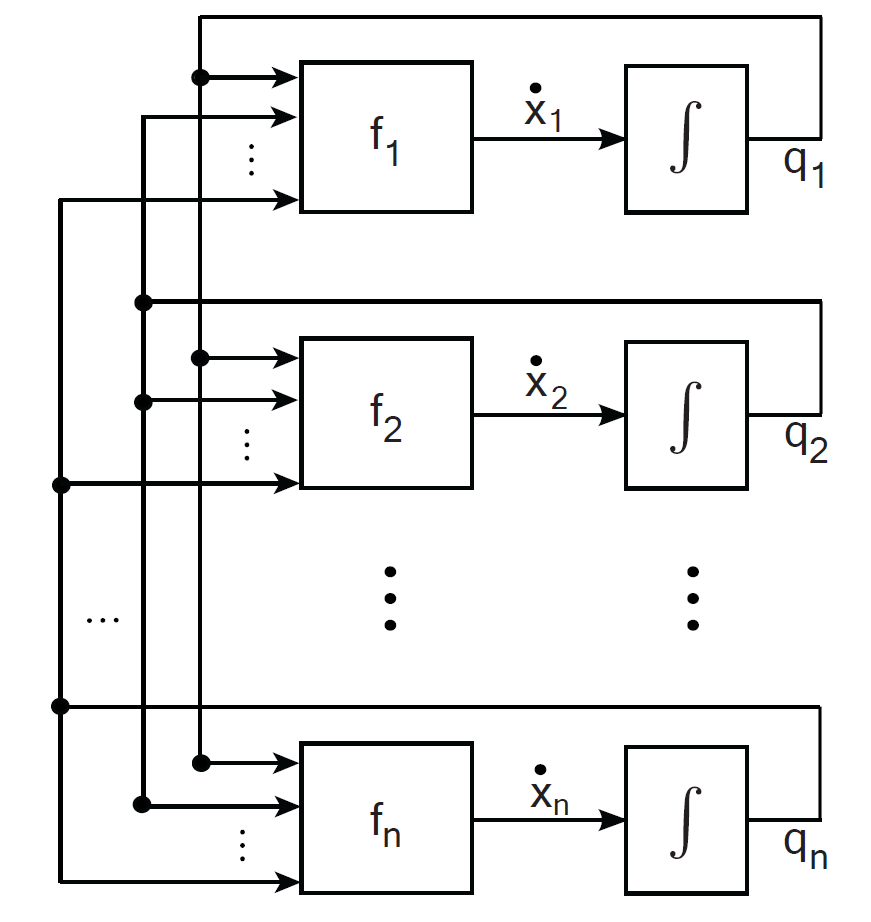 f1 ẋ1 ∫ q1
⋮
f2 ẋ2 ∫ q2
⋮
⋮ ⋮
...
fn ẋn ∫ qn
⋮